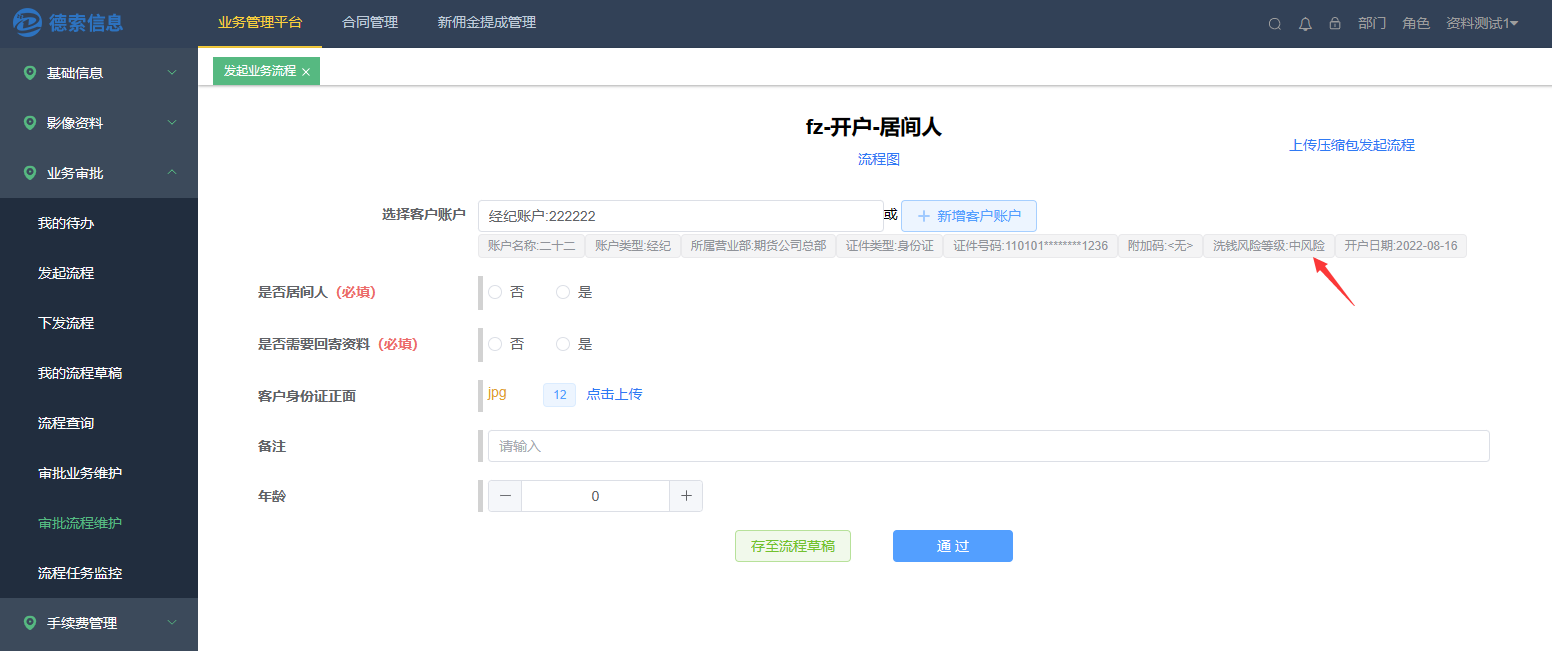 德索信息
业务管理平台 合同管理 新佣金提成管理 部门 角色 资料测试1
基础信息
影像资料
业务审批
我的待办
发起流程
下发流程
我的流程草稿
流程查询
审批业务维护
审批流程维护
流程任务监控
手续费管理
发起业务流程
fz-开户-居间人
流程图
上传压缩包发起流程
选择客户账户 经纪账户:222222 或 新增客户账户
账户名称:二十二 账户类型:经纪 所属营业部:期货公司总部 证件类型:身份证 证件号码:110101********1236 附加码:<无> 洗钱风险等级:中风险 开户日期:2022-08-16
是否居间人 (必填) 否 是
是否需要回寄资料 (必填) 否 是
客户身份证正面 jpg 12 点击上传
备注 请输入
年龄 — 0 +
存至流程草稿 通 过